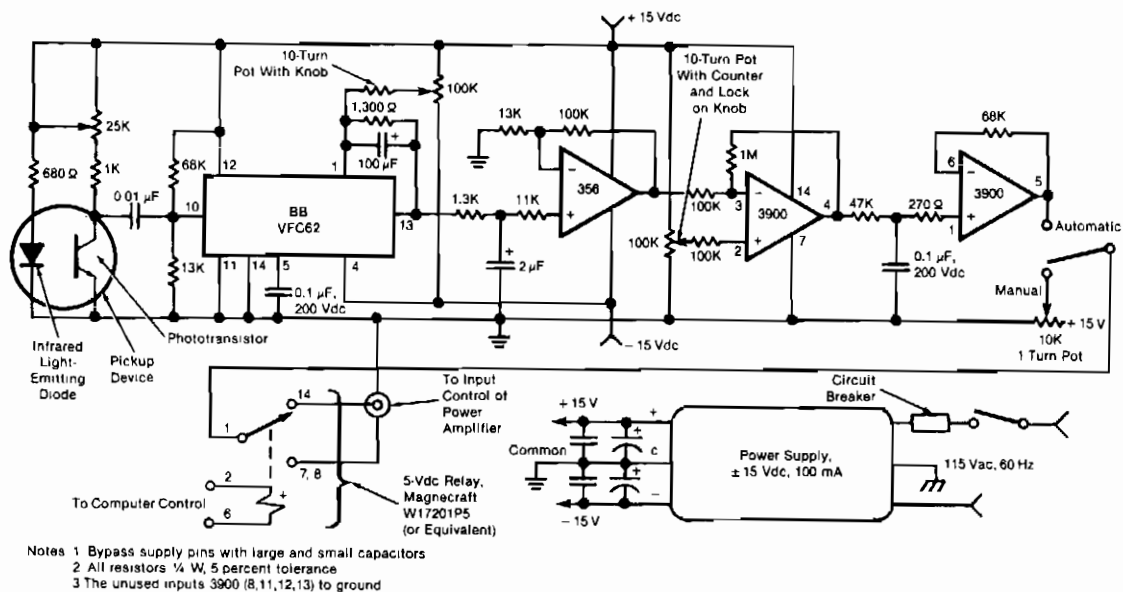 + 15 Vdc
10-Turn
Pot With Knob
100K
1,300 Ω
100 μF
+
25K
68K
680 Ω
1K
12
1
0 01 μF
10
BB
VFC62
13
13K
11
14
5
4
0.1 μF,
200 Vdc
1.3K
11K
+
2 μF
13K
100K
−
356
+
10-Turn Pot
With Counter
and Lock
on Knob
100K
100K
100K
1M
−
3
3900
2
+
14
4
7
47K
270 Ω
0.1 μF,
200 Vdc
68K
6
−
3900
5
+
1
Automatic
Manual
+ 15 V
10K
1 Turn Pot
− 15 Vdc
Infrared
Light-
Emitting
Diode
Pickup
Device
Phototransistor
14
1
7, 8
2
+
6
To Computer Control
To Input
Control of
Power
Amplifier
5-Vdc Relay,
Magnecraft
W17201P5
(or Equivalent)
+ 15 V
+
+
c
Common
+
−
− 15 V
Power Supply,
± 15 Vdc, 100 mA
Circuit
Breaker
115 Vac, 60 Hz
Notes 1 Bypass supply pins with large and small capacitors
2 All resistors ¼ W, 5 percent tolerance
3 The unused inputs 3900 (8,11,12,13) to ground